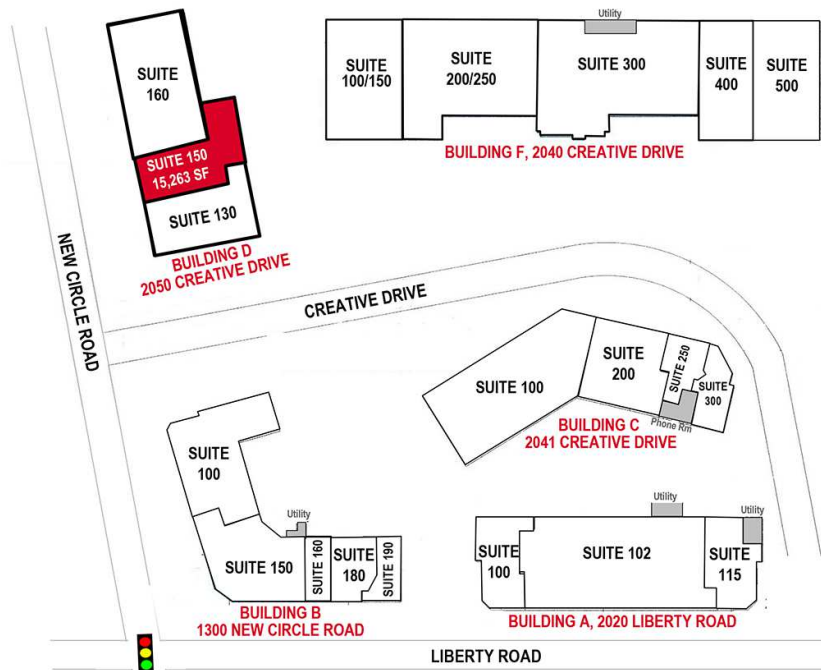 Utility
SUITE
160
SUITE
100/150
SUITE
200/250
SUITE 300
SUITE
400
SUITE
500
SUITE 150
15,263 SF
BUILDING F, 2040 CREATIVE DRIVE
SUITE 130
BUILDING D
2050 CREATIVE DRIVE
NEW CIRCLE ROAD
CREATIVE DRIVE
SUITE 100
SUITE
200
SUITE 250
SUITE
300
Phone Rm
BUILDING C
2041 CREATIVE DRIVE
SUITE
100
Utility
SUITE 150
SUITE 160
SUITE
180
SUITE 190
BUILDING B
1300 NEW CIRCLE ROAD
Utility
Utility
SUITE
100
SUITE 102
SUITE
115
BUILDING A, 2020 LIBERTY ROAD
LIBERTY ROAD